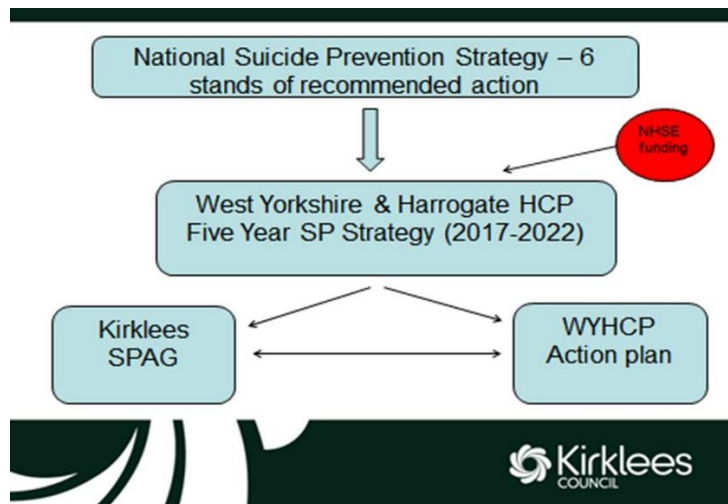 National Suicide Prevention Strategy – 6
stands of recommended action
NHSE
funding
West Yorkshire & Harrogate HCP
Five Year SP Strategy (2017-2022)
Kirklees
SPAG
WYHCP
Action plan
Kirklees
COUNCIL